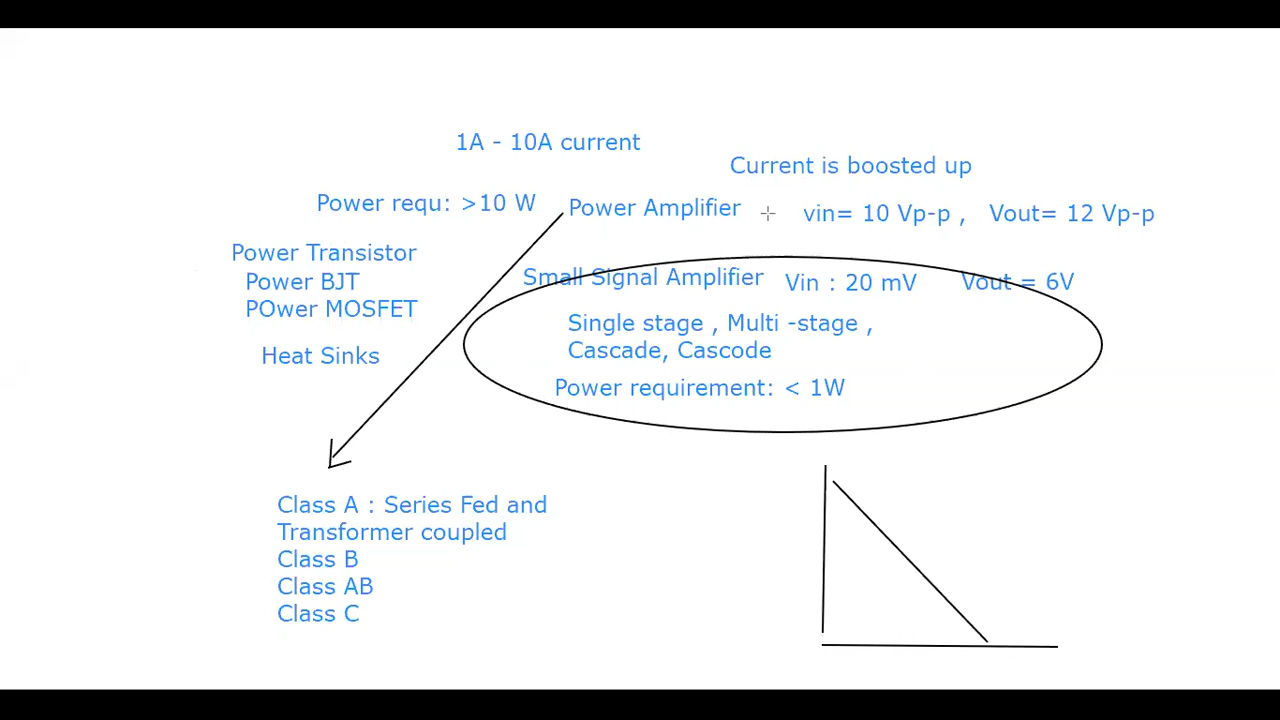 1A - 10A current
Current is boosted up
Power requ: >10 W
Power Amplifier
vin= 10 Vp-p , Vout= 12 Vp-p
Power Transistor
Power BJT
POwer MOSFET
Heat Sinks
Small Signal Amplifier
Vin : 20 mV
Vout = 6V
Single stage , Multi -stage ,
Cascade, Cascode
Power requirement: < 1W
Class A : Series Fed and
Transformer coupled
Class B
Class AB
Class C